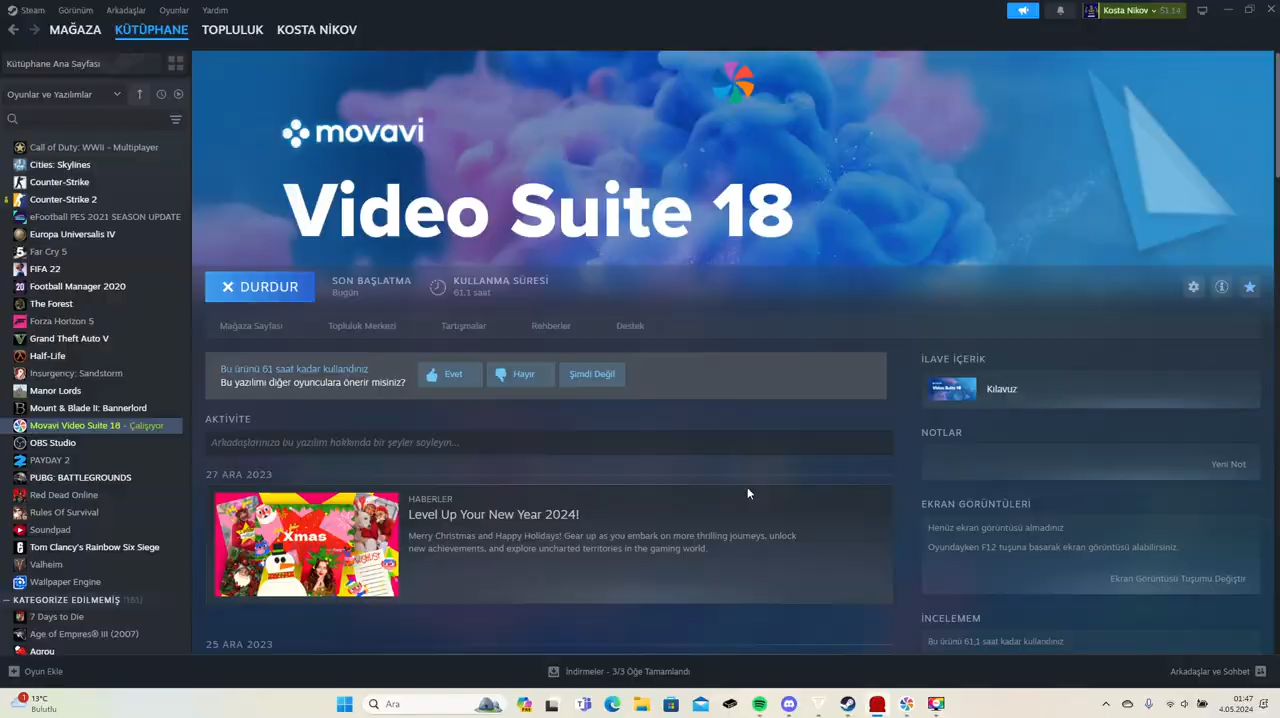 Steam Görünüm Arkadaşlar Oyunlar Yardım
Kosta Nikov
MAĞAZA KÜTÜPHANE TOPLULUK KOSTA NİKOV
Kütüphane Ana Sayfası
Oyunlar ve Yazılımlar
Call of Duty: WWII - Multiplayer
Cities: Skylines
Counter-Strike
Counter-Strike 2
eFootball PES 2021 SEASON UPDATE
Europa Universalis IV
Far Cry 5
FIFA 22
Football Manager 2020
The Forest
Forza Horizon 5
Grand Theft Auto V
Half-Life
Insurgency: Sandstorm
Manor Lords
Mount & Blade II: Bannerlord
Movavi Video Suite 18 - Çalışıyor
OBS Studio
PAYDAY 2
PUBG: BATTLEGROUNDS
Red Dead Online
Rules Of Survival
Soundpad
Tom Clancy's Rainbow Six Siege
Valheim
Wallpaper Engine
KATEGORİZE EDİLMEMİŞ (161)
7 Days to Die
Age of Empires® III (2007)
Agrou
movavi
Video Suite 18
DURDUR
SON BAŞLATMA
Bugün
KULLANMA SÜRESİ
61,1 saat
Mağaza Sayfası Topluluk Merkezi Tartışmalar Rehberler Destek
Bu ürünü 61 saat kadar kullandınız
Bu yazılımı diğer oyunculara önerir misiniz?
Evet Hayır Şimdi Değil
AKTİVİTE
Arkadaşlarınıza bu yazılım hakkında bir şeyler söyleyin...
27 ARA 2023
Xmas
HABERLER
Level Up Your New Year 2024!
Merry Christmas and Happy Holidays! Gear up as you embark on more thrilling journeys, unlock
new achievements, and explore uncharted territories in the gaming world.
25 ARA 2023
İLAVE İÇERİK
Video Suite 18
Kılavuz
NOTLAR
Yeni Not
EKRAN GÖRÜNTÜLERİ
Henüz ekran görüntüsü almadınız
Oyundayken F12 tuşuna basarak ekran görüntüsü alabilirsiniz.
Ekran Görüntüsü Tuşumu Değiştir
İNCELEMEM
Bu ürünü 61,1 saat kadar kullandınız
Oyun Ekle
İndirmeler - 3/3 Öğe Tamamlandı
Arkadaşlar ve Sohbet
13°C
Bulutlu
Ara
01:47
4.05.2024